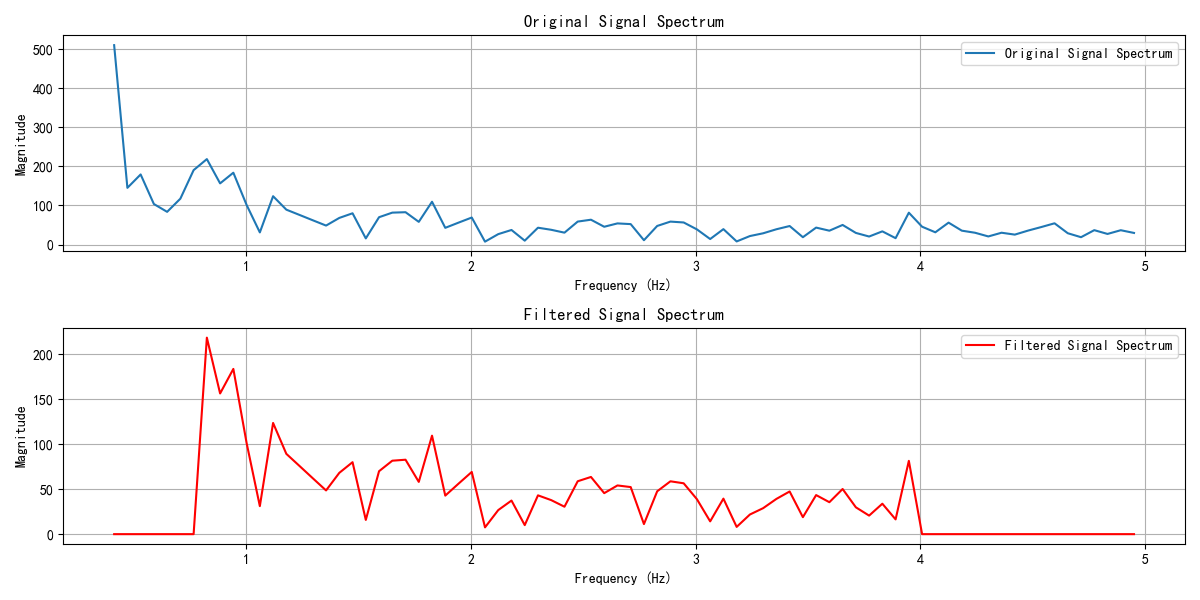 Original Signal Spectrum
500
400
300
200
100
0
Magnitude
Original Signal Spectrum
1 2 3 4 5
Frequency (Hz)
Filtered Signal Spectrum
200
150
100
50
0
Magnitude
Filtered Signal Spectrum
1 2 3 4 5
Frequency (Hz)